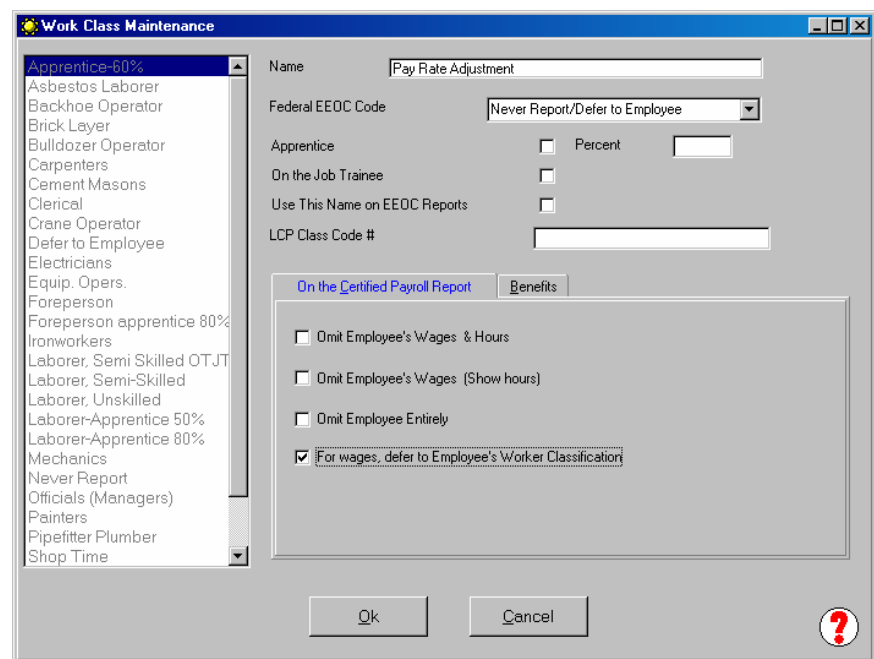 Work Class Maintenance
Apprentice-60%
Asbestos Laborer
Backhoe Operator
Brick Layer
Bulldozer Operator
Carpenters
Cement Masons
Clerical
Crane Operator
Defer to Employee
Electricians
Equip. Opers.
Foreperson
Foreperson apprentice 80%
Ironworkers
Laborer, Semi Skilled OTJT
Laborer, Semi-Skilled
Laborer, Unskilled
Laborer-Apprentice 50%
Laborer-Apprentice 80%
Mechanics
Never Report
Officials (Managers)
Painters
Pipefitter Plumber
Shop Time
Name Pay Rate Adjustment
Federal EEOC Code Never Report/Defer to Employee
Apprentice Percent
On the Job Trainee
Use This Name on EEOC Reports
LCP Class Code #
On the Certified Payroll Report Benefits
Omit Employee's Wages & Hours
Omit Employee's Wages (Show hours)
Omit Employee Entirely
For wages, defer to Employee's Worker Classification
Ok Cancel
?